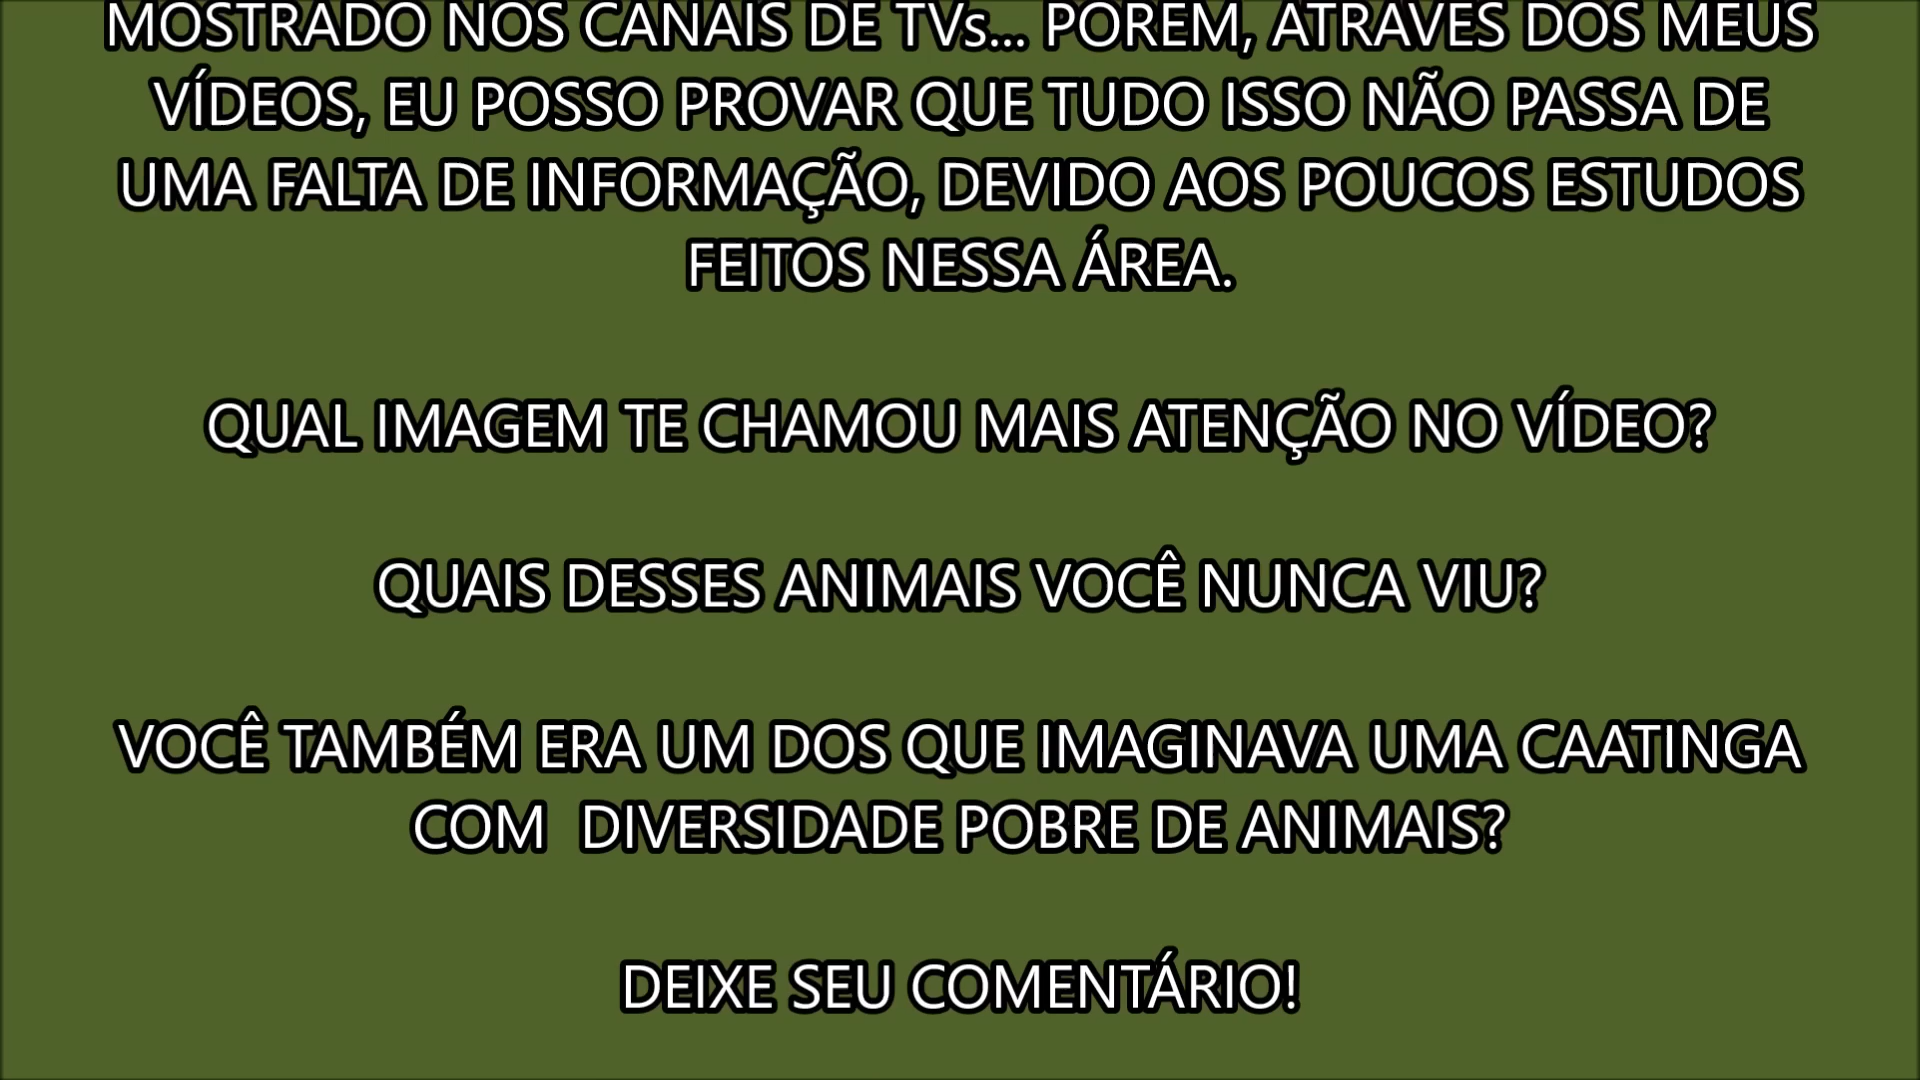 MOSTRADO NOS CANAIS DE TVs... PORÉM, ATRAVÉS DOS MEUS
VÍDEOS, EU POSSO PROVAR QUE TUDO ISSO NÃO PASSA DE
UMA FALTA DE INFORMAÇÃO, DEVIDO AOS POUCOS ESTUDOS
FEITOS NESSA ÁREA.
QUAL IMAGEM TE CHAMOU MAIS ATENÇÃO NO VÍDEO?
QUAIS DESSES ANIMAIS VOCÊ NUNCA VIU?
VOCÊ TAMBÉM ERA UM DOS QUE IMAGINAVA UMA CAATINGA
COM  DIVERSIDADE POBRE DE ANIMAIS?
DEIXE SEU COMENTÁRIO!